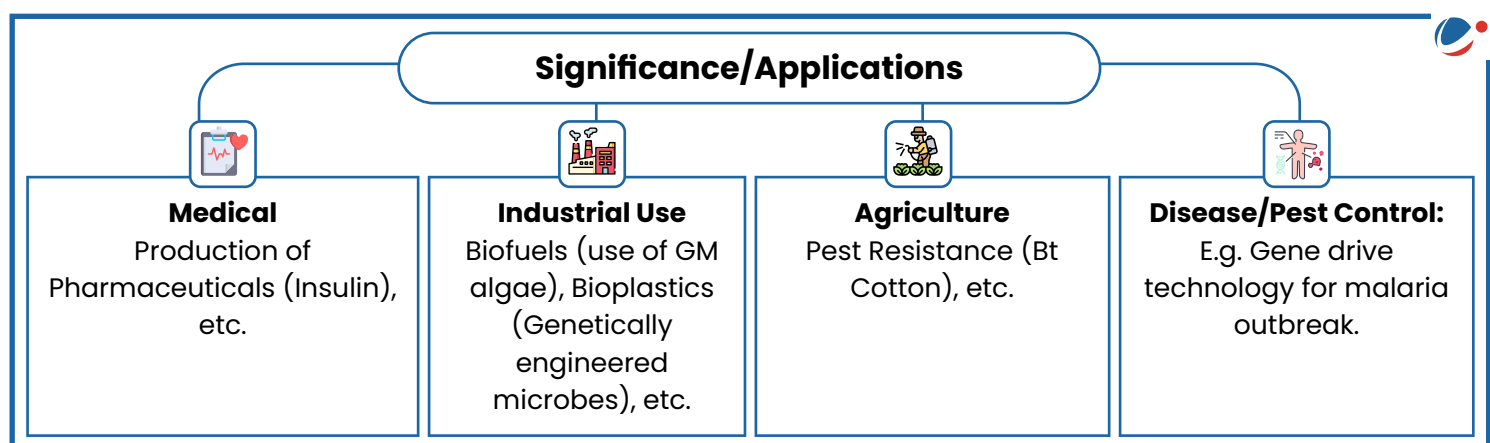 Significance/Applications
Medical
Production of
Pharmaceuticals (Insulin),
etc.
Industrial Use
Biofuels (use of GM
algae), Bioplastics
(Genetically
engineered
microbes), etc.
Agriculture
Pest Resistance (Bt
Cotton), etc.
Disease/Pest Control:
E.g. Gene drive
technology for malaria
outbreak.